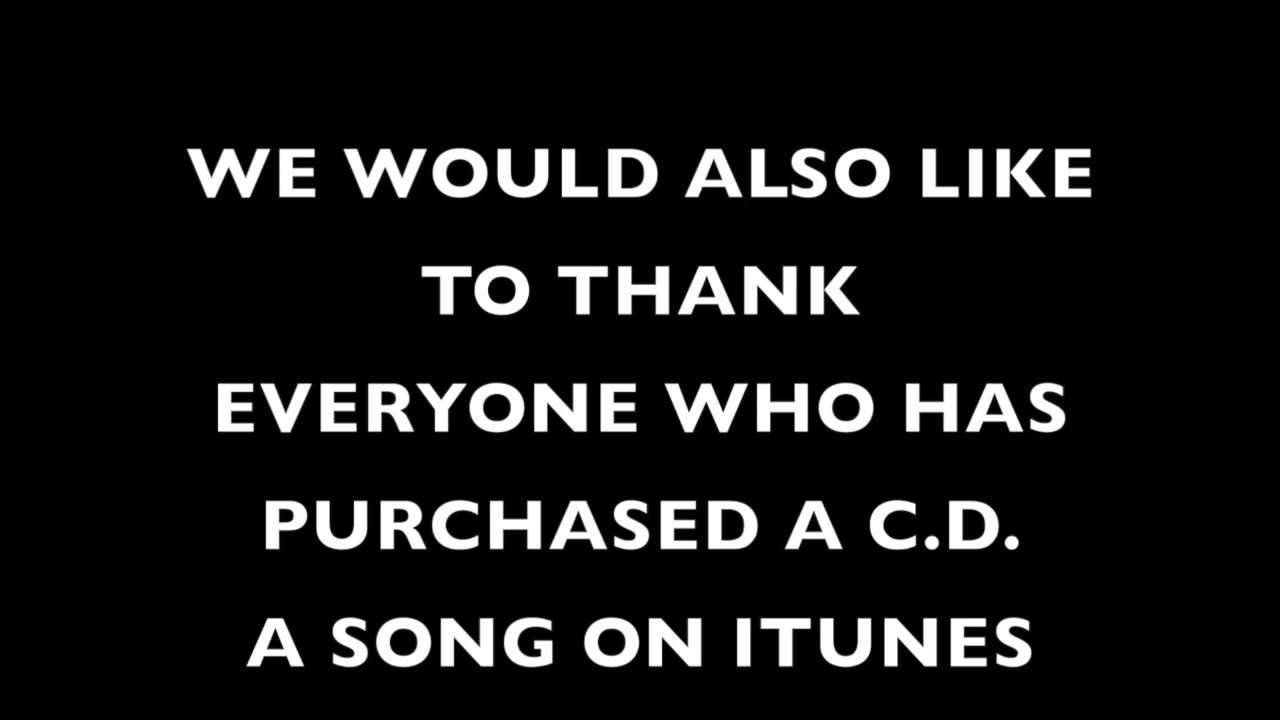 WE WOULD ALSO LIKE
TO THANK
EVERYONE WHO HAS
PURCHASED A C.D.
A SONG ON ITUNES